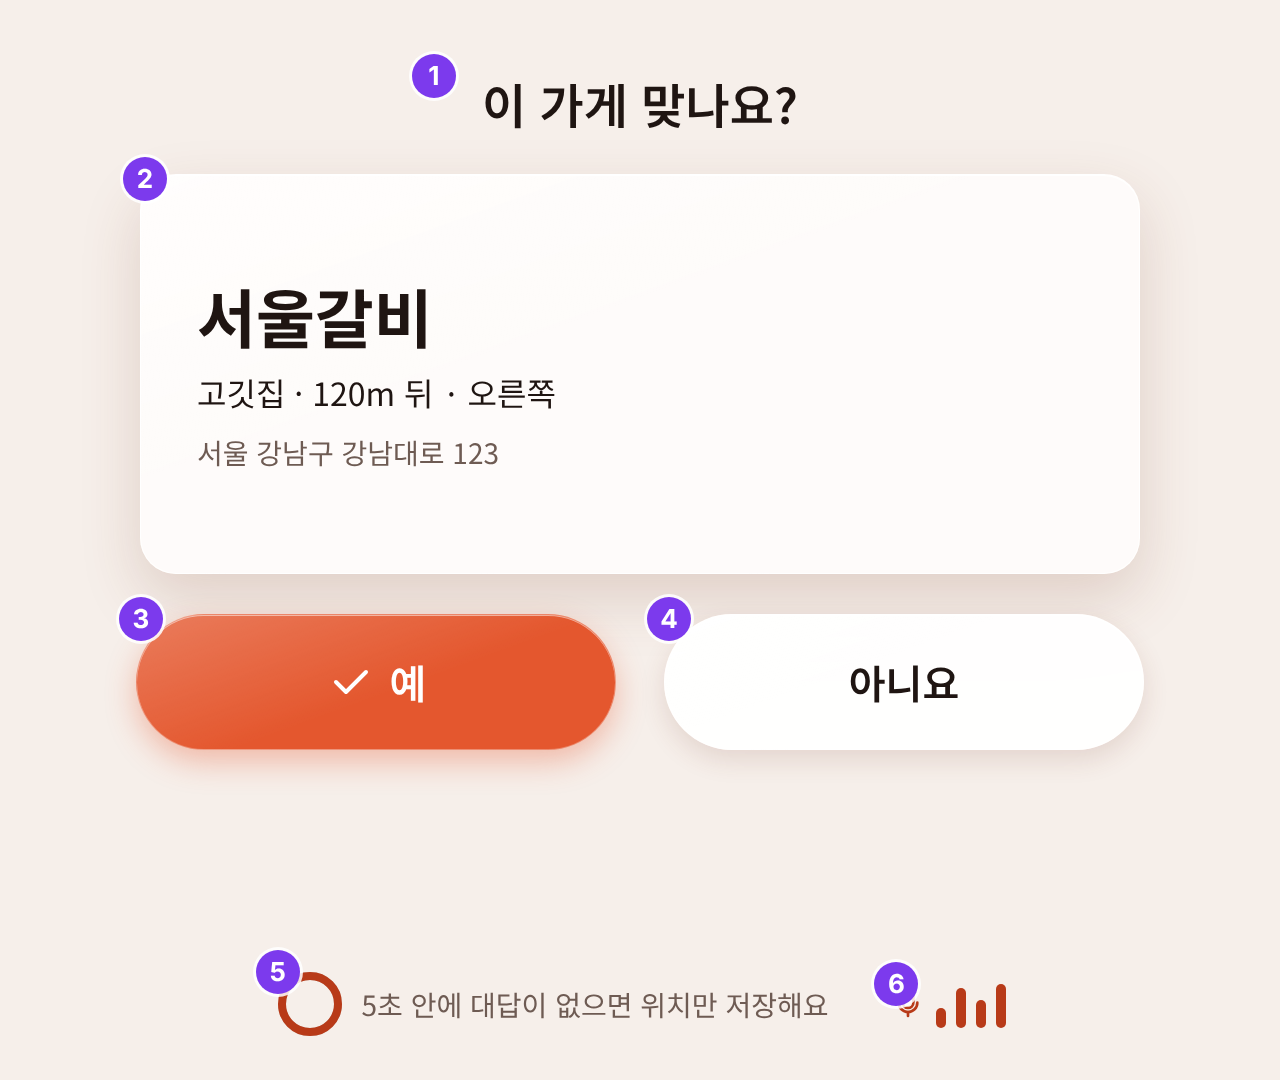 1
이 가게 맞나요?
2
서울갈비
고깃집 · 120m 뒤 · 오른쪽
서울 강남구 강남대로 123
3
예
4
아니요
5
5초 안에 대답이 없으면 위치만 저장해요
6